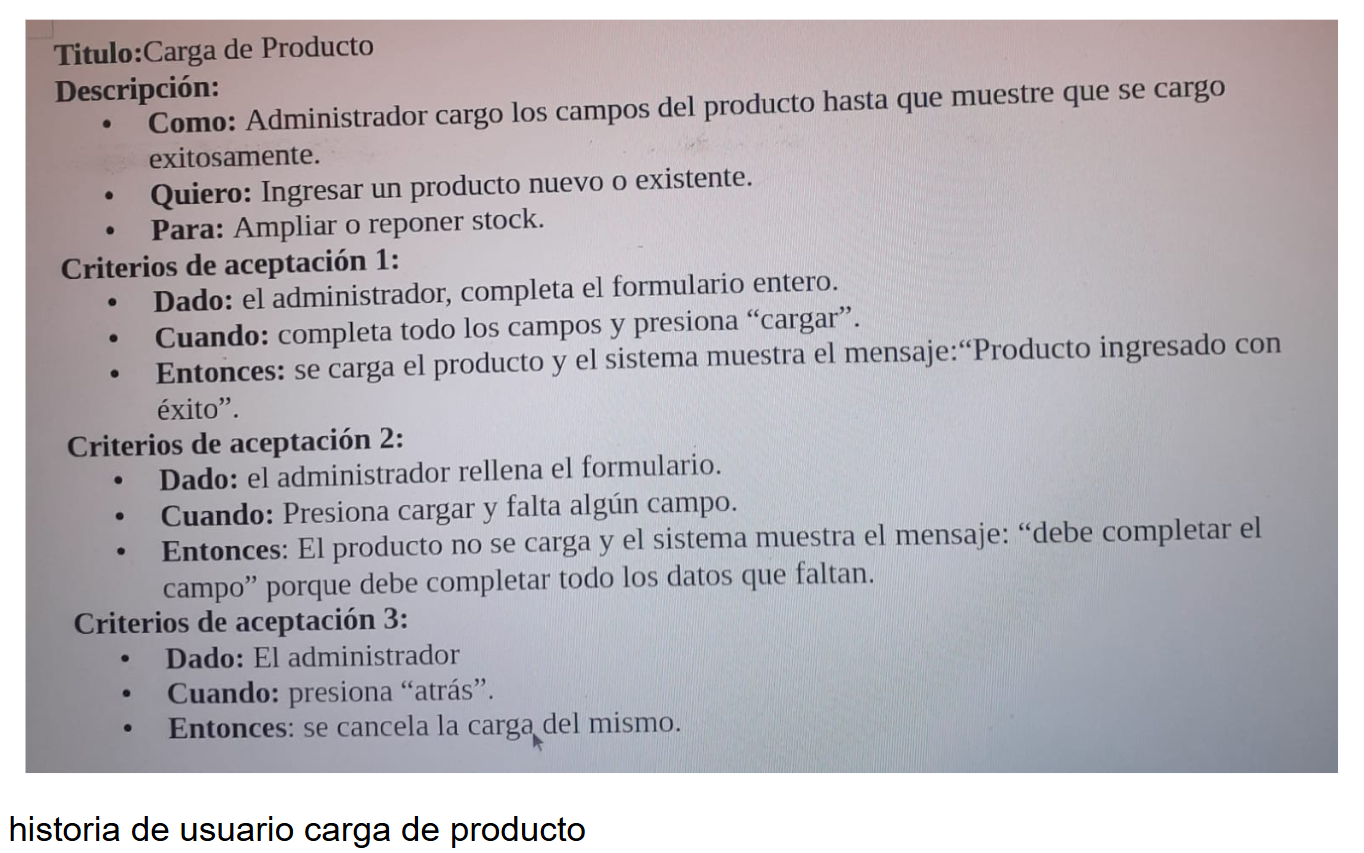 Titulo:Carga de Producto
Descripción:
• Como: Administrador cargo los campos del producto hasta que muestre que se cargo
exitosamente.
• Quiero: Ingresar un producto nuevo o existente.
• Para: Ampliar o reponer stock.
Criterios de aceptación 1:
• Dado: el administrador, completa el formulario entero.
• Cuando: completa todo los campos y presiona “cargar”.
• Entonces: se carga el producto y el sistema muestra el mensaje:“Producto ingresado con
éxito”.
Criterios de aceptación 2:
• Dado: el administrador rellena el formulario.
• Cuando: Presiona cargar y falta algún campo.
• Entonces: El producto no se carga y el sistema muestra el mensaje: “debe completar el
campo” porque debe completar todo los datos que faltan.
Criterios de aceptación 3:
• Dado: El administrador
• Cuando: presiona “atrás”.
• Entonces: se cancela la carga del mismo.
historia de usuario carga de producto